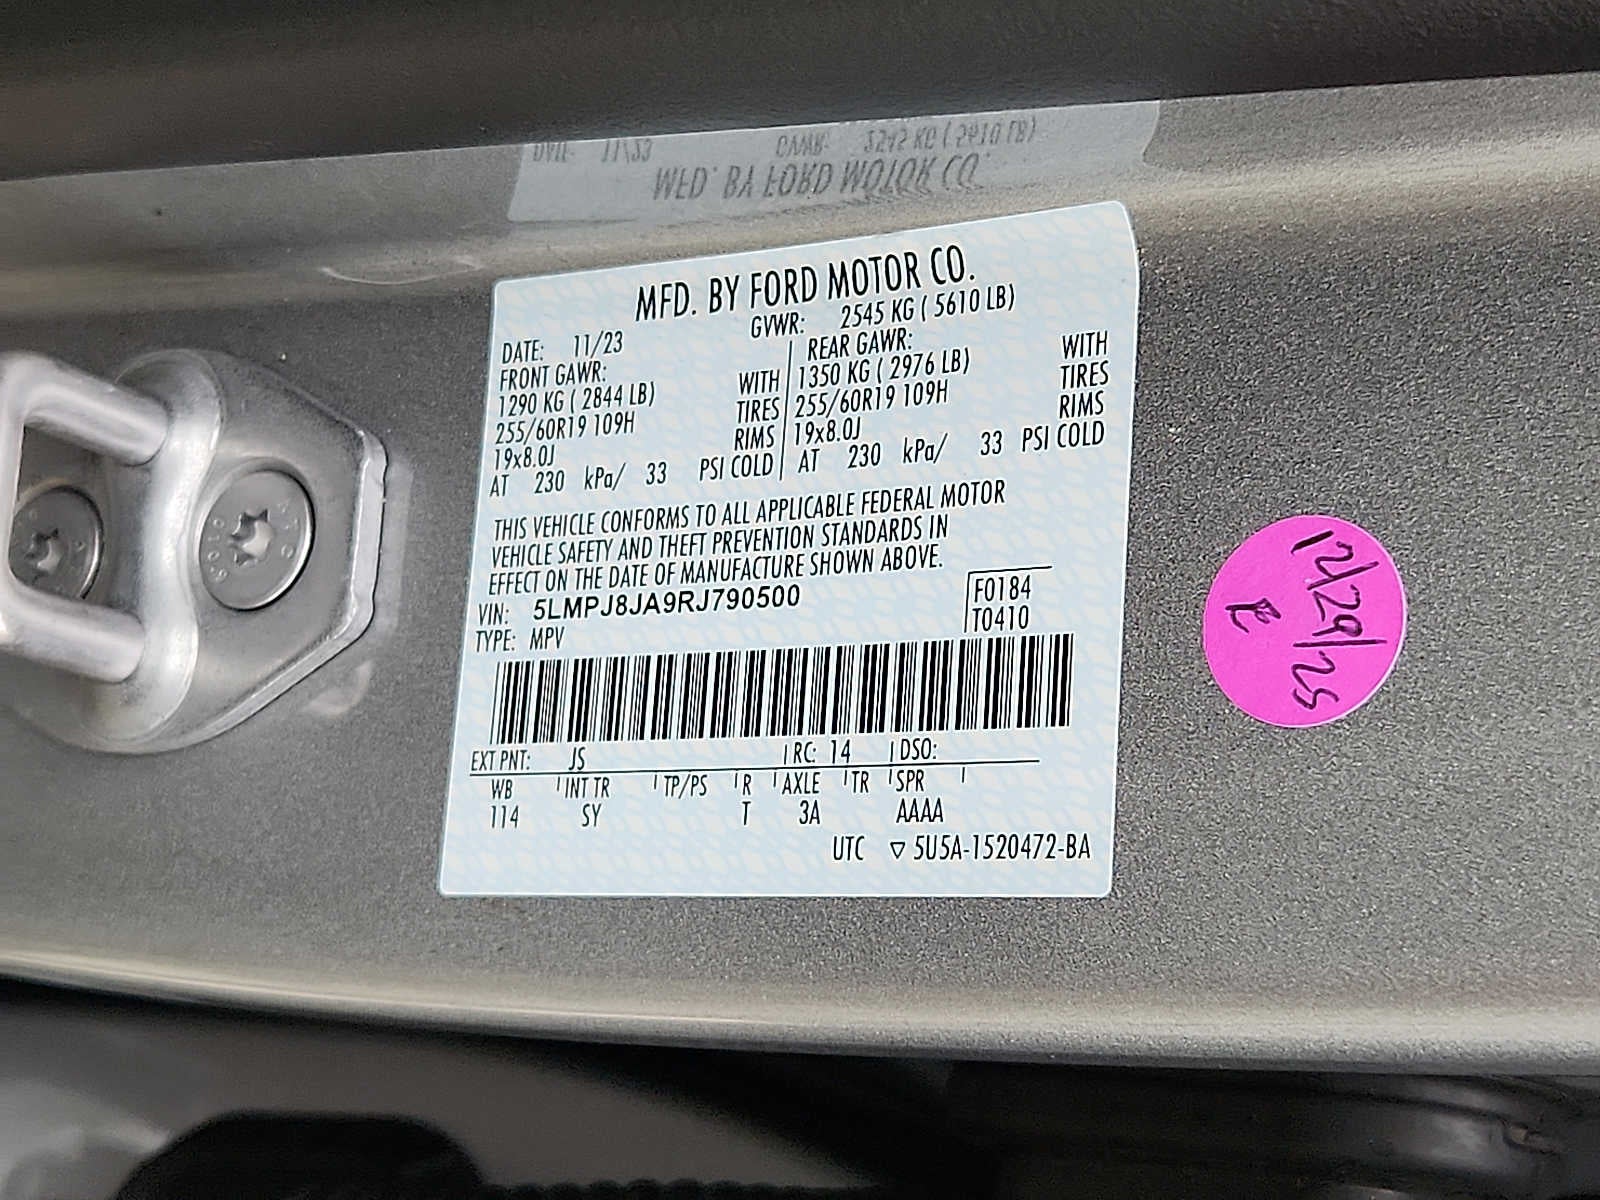 MFD. BY FORD MOTOR CO.
DATE: 11/23 GVWR: 2545 KG ( 5610 LB)
FRONT GAWR: WITH | REAR GAWR: WITH
1290 KG ( 2844 LB) TIRES | 1350 KG ( 2976 LB) TIRES
255/60R19 109H RIMS | 255/60R19 109H RIMS
19x8.0J | 19x8.0J
AT 230 kPa/ 33 PSI COLD | AT 230 kPa/ 33 PSI COLD
THIS VEHICLE CONFORMS TO ALL APPLICABLE FEDERAL MOTOR
VEHICLE SAFETY AND THEFT PREVENTION STANDARDS IN
EFFECT ON THE DATE OF MANUFACTURE SHOWN ABOVE.
VIN: 5LMPJ8JA9RJ790500 F0184
TYPE: MPV T0410
EXT PNT: JS | RC: 14 | DSO:
WB | INT TR | TP/PS | R | AXLE | TR | SPR |
114 SY T 3A AAAA
UTC ▽ 5U5A-1520472-BA
12/29/25